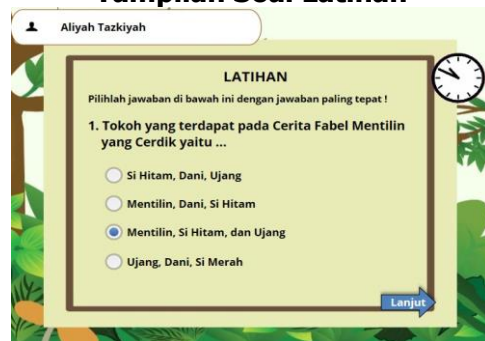 Tampilan Soal Latihan
Aliyah Tazkiyah
LATIHAN
Pilihlah jawaban di bawah ini dengan jawaban paling tepat !
1. Tokoh yang terdapat pada Cerita Fabel Mentilin
yang Cerdik yaitu ...
Si Hitam, Dani, Ujang
Mentilin, Dani, Si Hitam
Mentilin, Si Hitam, dan Ujang
Ujang, Dani, Si Merah
Lanjut